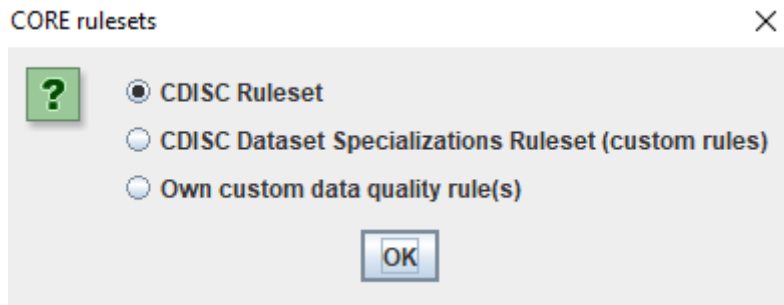 CORE rulesets
?
CDISC Ruleset
CDISC Dataset Specializations Ruleset (custom rules)
Own custom data quality rule(s)
OK